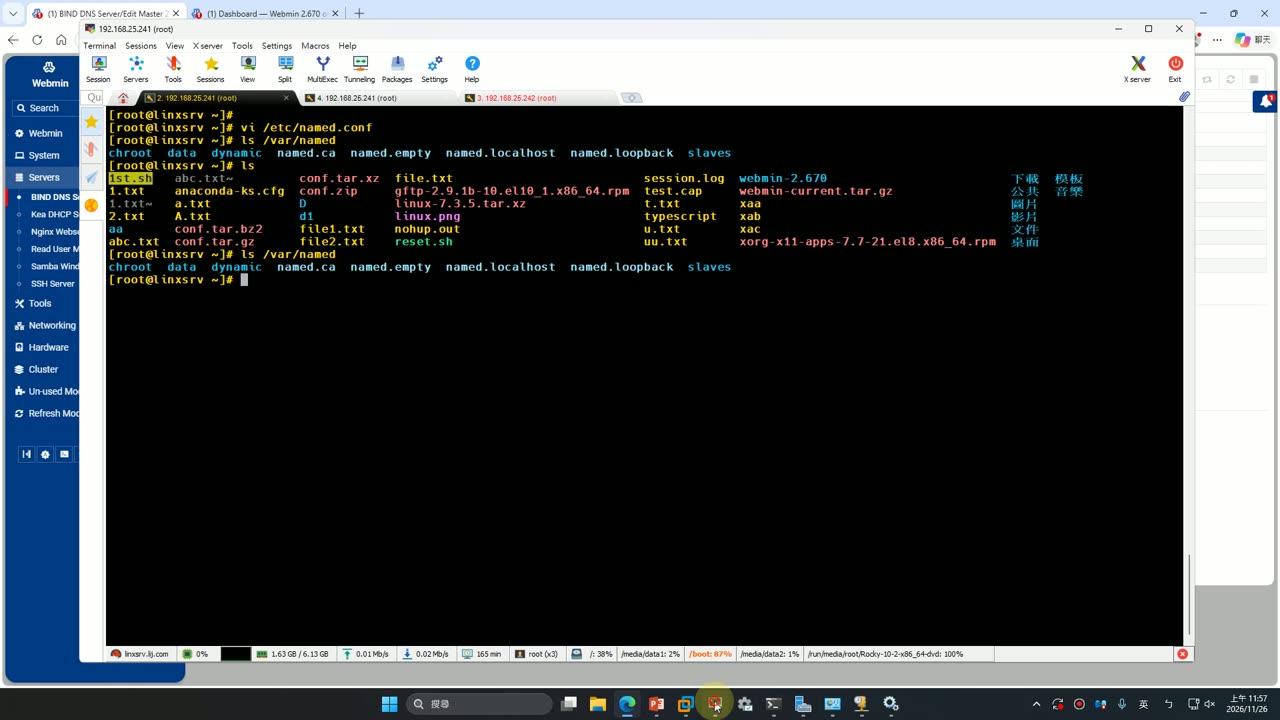 (1) BIND DNS Server/Edit Master
(1) Dashboard — Webmin 2.670 o
192.168.25.241 (root)
聊天
Terminal Sessions View X server Tools Settings Macros Help
Session Servers Tools Sessions View Split MultiExec Tunneling Packages Settings Help X server Exit
Qu
2. 192.168.25.241 (root)
4. 192.168.25.241 (root)
3. 192.168.25.242 (root)
Webmin
Search
Webmin
System
Servers
BIND DNS Se
Kea DHCP Se
Nginx Webse
Read User M
Samba Wind
SSH Server
Tools
Networking
Hardware
Cluster
Un-used Mod
Refresh Mod
[root@linxsrv ~]#
[root@linxsrv ~]# vi /etc/named.conf
[root@linxsrv ~]# ls /var/named
chroot data dynamic named.ca named.empty named.localhost named.loopback slaves
[root@linxsrv ~]# ls
1st.sh abc.txt~ conf.tar.xz file.txt session.log webmin-2.670 下載 模板
1.txt anaconda-ks.cfg conf.zip gftp-2.9.1b-10.el10_1.x86_64.rpm test.cap webmin-current.tar.gz 公共 音樂
1.txt~ a.txt D linux-7.3.5.tar.xz t.txt xaa 圖片
2.txt A.txt d1 linux.png typescript xab 影片
aa conf.tar.bz2 file1.txt nohup.out u.txt xac 文件
abc.txt conf.tar.gz file2.txt reset.sh uu.txt xorg-x11-apps-7.7-21.el8.x86_64.rpm 桌面
[root@linxsrv ~]# ls /var/named
chroot data dynamic named.ca named.empty named.localhost named.loopback slaves
[root@linxsrv ~]#
linxsrv.lij.com 0% 1.63 GB / 6.13 GB 0.01 Mb/s 0.02 Mb/s 165 min root (x3) /: 38% /media/data1: 2% /boot: 87% /media/data2: 1% /run/media/root/Rocky-10-2-x86_64-dvd: 100%
搜尋
英
上午 11:57
2026/11/26